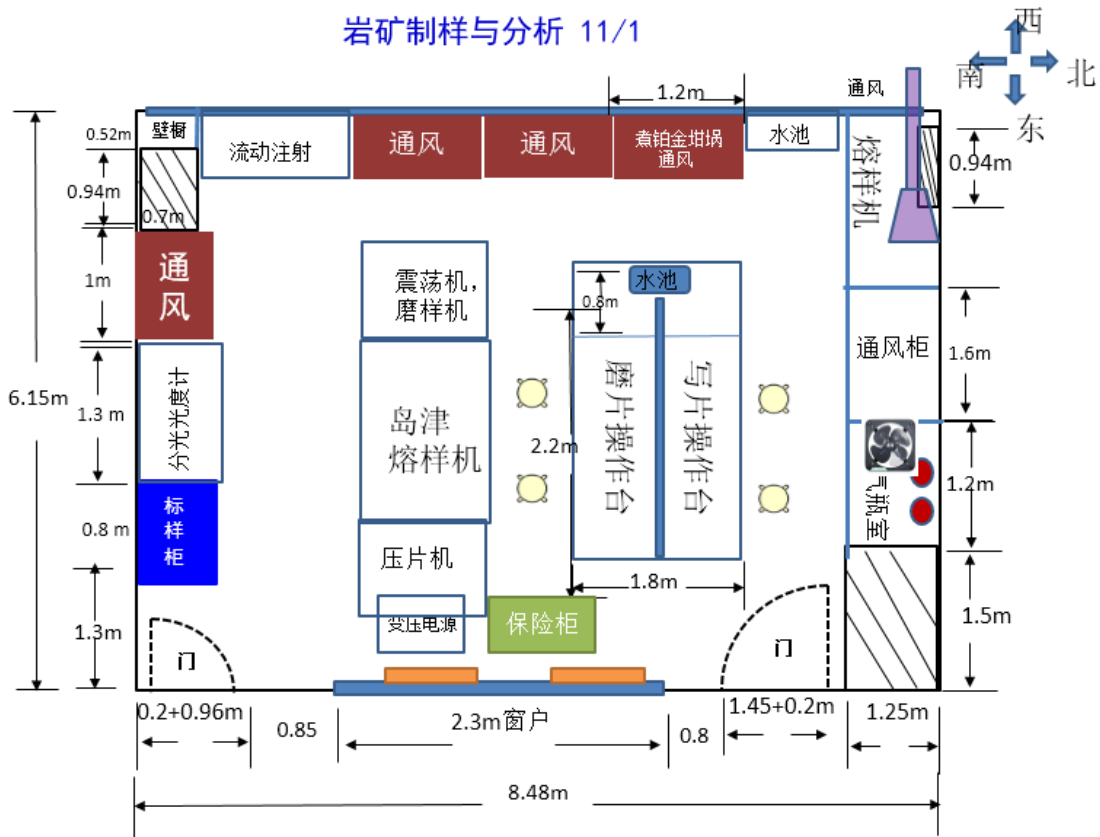 岩矿制样与分析 11/1
西
南
北
东
通风
1.2m
0.52m
壁橱
流动注射
通风
通风
煮铂金坩埚
通风
水池
熔样机
0.94m
0.94m
0.7m
通
风
1m
震荡机,
磨样机
水池
0.8m
通风柜
1.6m
6.15m
1.3 m
分光光度计
岛津
熔样机
2.2m
磨片操作台
写片操作台
气瓶室
1.2m
0.8 m
标
样
柜
压片机
1.8m
1.5m
1.3m
变压电源
保险柜
门
门
0.2+0.96m
0.85
2.3m窗户
0.8
1.45+0.2m
1.25m
8.48m